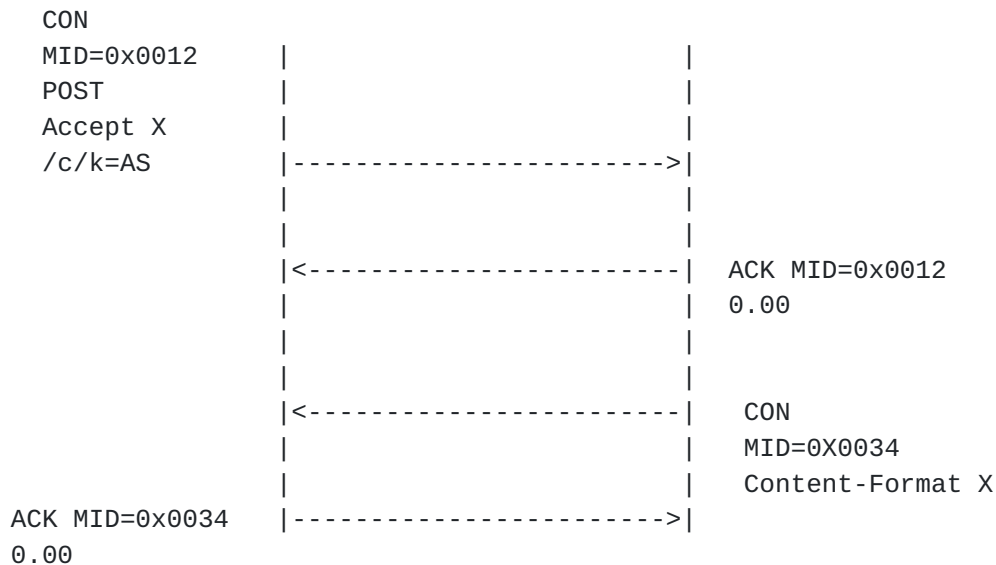 CON
MID=0x0012 | |
POST | |
Accept X | |
/c/k=AS |------------------------>|
| |
| |
|<------------------------| ACK MID=0x0012
| | 0.00
| |
| |
|<------------------------| CON
| | MID=0X0034
| | Content-Format X
ACK MID=0x0034 |------------------------>|
0.00